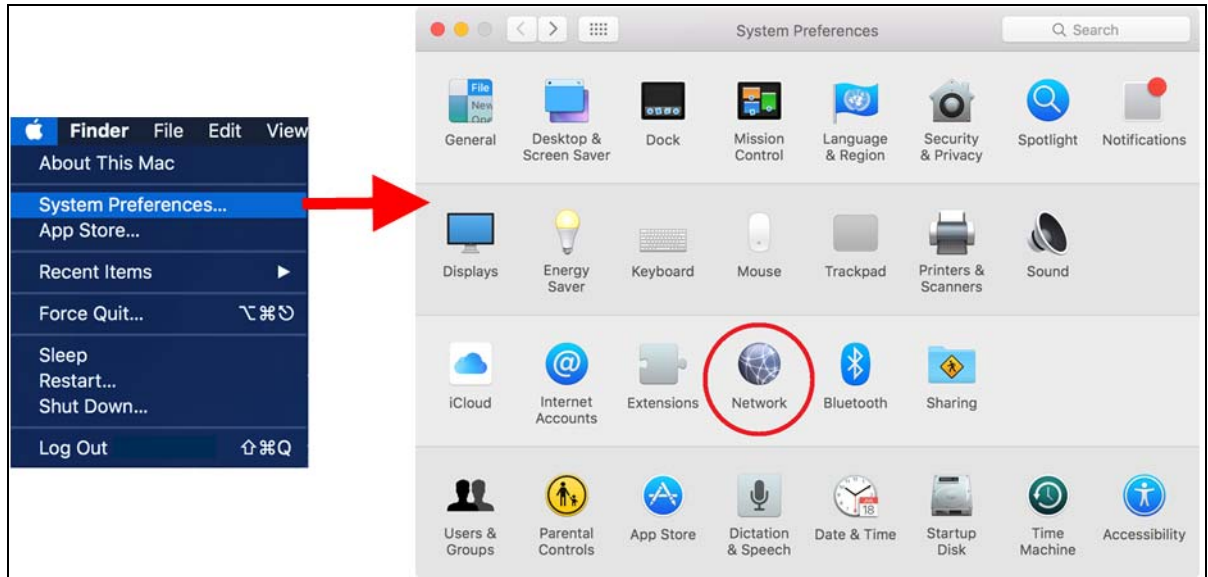 Finder File Edit View
About This Mac
System Preferences...
App Store...
Recent Items
Force Quit... ⌥⌘⎋
Sleep
Restart...
Shut Down...
Log Out ⇧⌘Q
System Preferences
Search
File
New
General
Desktop &
Screen Saver
Dock
Mission
Control
Language
& Region
Security
& Privacy
Spotlight
Notifications
Displays
Energy
Saver
Keyboard
Mouse
Trackpad
Printers &
Scanners
Sound
iCloud
@
Internet
Accounts
Extensions
Network
Bluetooth
Sharing
Users &
Groups
Parental
Controls
App Store
Dictation
& Speech
18
Date & Time
Startup
Disk
Time
Machine
Accessibility